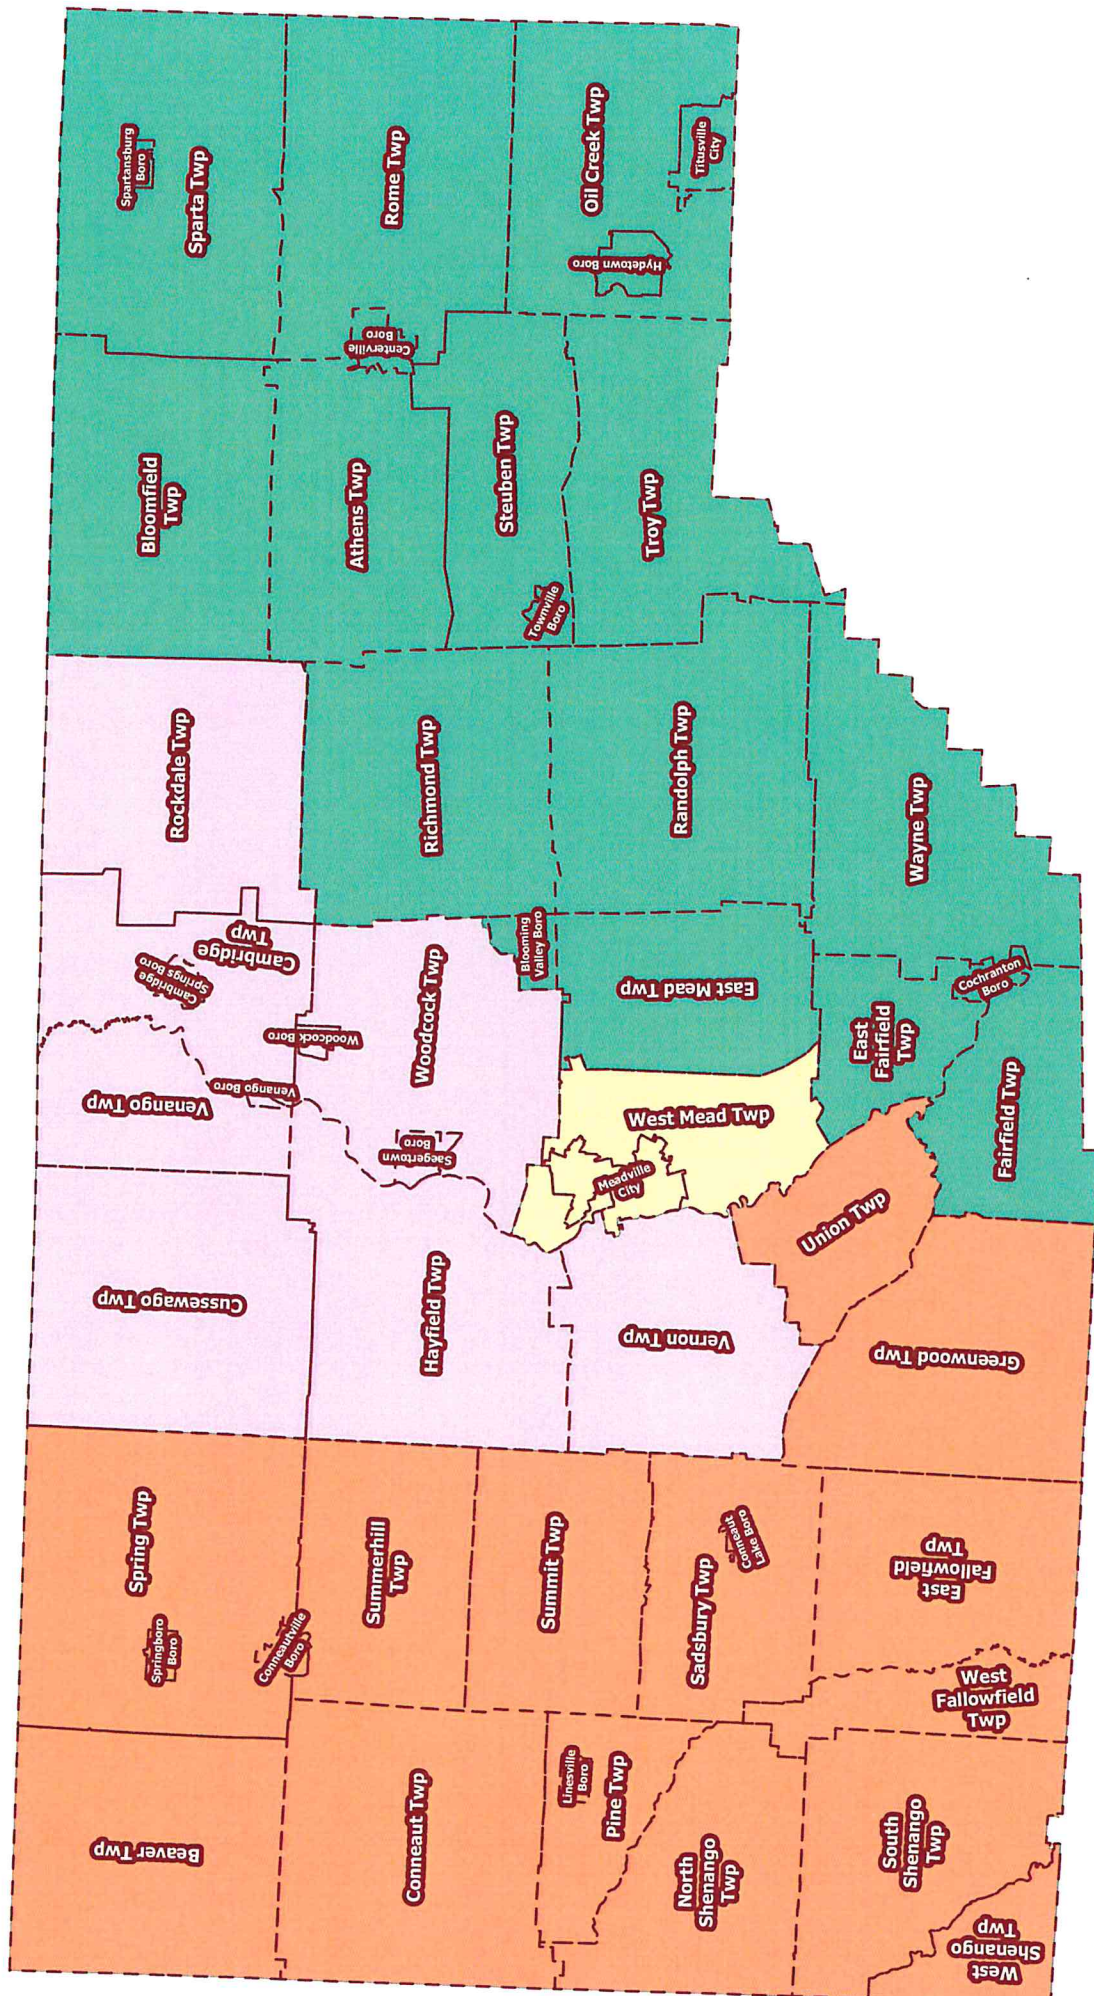 Spartansburg
Boro
Sparta Twp
Rome Twp
Oil Creek Twp
Titusville
City
Hydetown Boro
Centerville
Boro
Bloomfield
Twp
Athens Twp
Steuben Twp
Troy Twp
Townville
Boro
Rockdale Twp
Richmond Twp
Randolph Twp
Wayne Twp
Cambridge
Twp
Cambridge
Springs Boro
Blooming
Valley Boro
East Mead Twp
Cochranton
Boro
Woodcock Twp
Woodcock Boro
East
Fairfield
Twp
Venango Twp
Venango Boro
Saegertown
Boro
West Mead Twp
Meadville
City
Fairfield Twp
Union Twp
Cussewago Twp
Hayfield Twp
Vernon Twp
Greenwood Twp
Spring Twp
Summerhill
Twp
Summit Twp
Conneaut
Lake Boro
Sadsbury Twp
East
Fallowfield
Twp
Springboro
Boro
Conneautville
Boro
West
Fallowfield
Twp
Beaver Twp
Conneaut Twp
Linesville
Boro
Pine Twp
North
Shenango
Twp
South
Shenango
Twp
West
Shenango
Twp